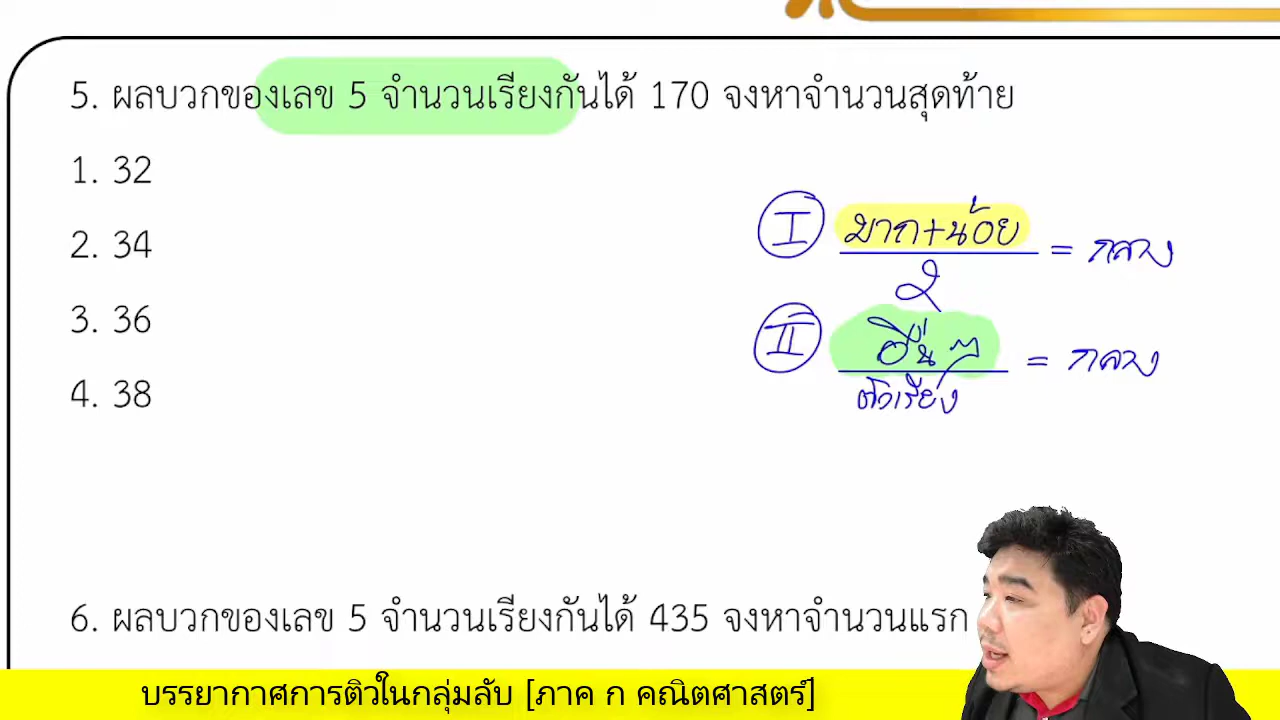 5. ผลบวกของเลข 5 จำนวนเรียงกันได้ 170 จงหาจำนวนสุดท้าย
1. 32
2. 34
3. 36
4. 38
I มาก+น้อย = กลาง
2
II อื่น ๆ = กลาง
ตัวเรียง
6. ผลบวกของเลข 5 จำนวนเรียงกันได้ 435 จงหาจำนวนแรก
บรรยากาศการติวในกลุ่มลับ [ภาค ก คณิตศาสตร์]